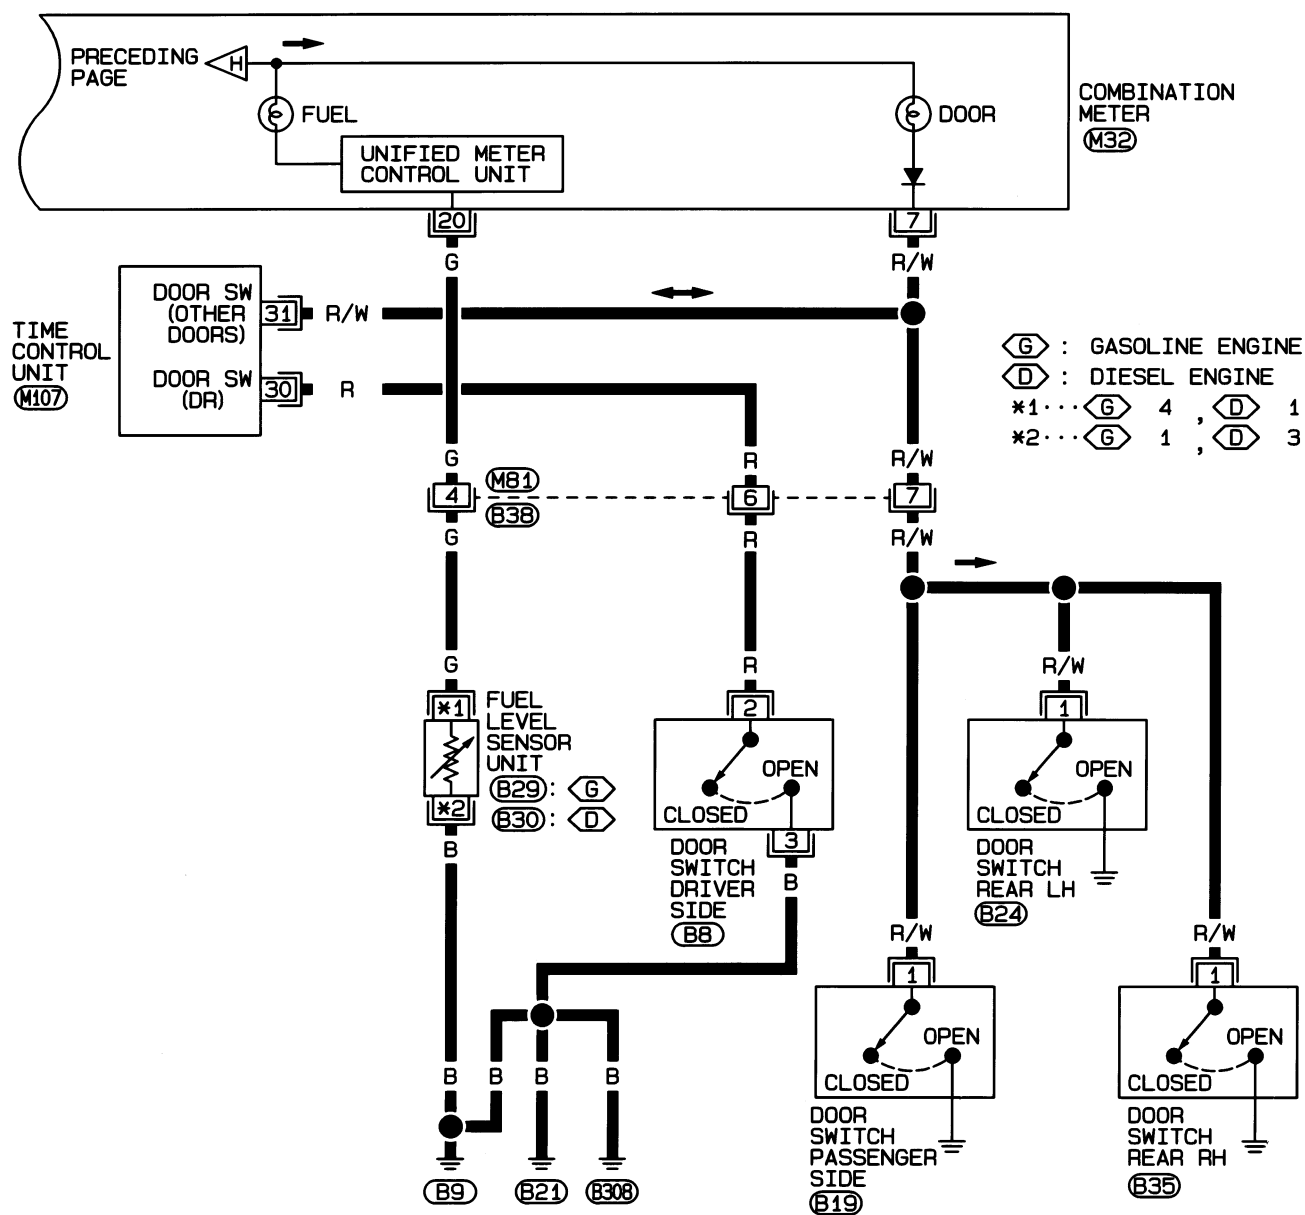 PRECEDING
PAGE
H
FUEL
UNIFIED METER
CONTROL UNIT
DOOR
COMBINATION
METER
M32
20
7
G
R/W
TIME
CONTROL
UNIT
M107
DOOR SW
(OTHER
DOORS)
31
R/W
DOOR SW
(DR)
30
R
G : GASOLINE ENGINE
D : DIESEL ENGINE
*1··· G 4 , D 1
*2··· G 1 , D 3
G
R
R/W
4
M81
B38
6
7
G
R
R/W
G
R
R/W
*1
FUEL
LEVEL
SENSOR
UNIT
B29 : G
B30 : D
*2
B
2
OPEN
CLOSED
3
DOOR
SWITCH
DRIVER
SIDE
B8
B
1
OPEN
CLOSED
DOOR
SWITCH
REAR LH
B24
R/W
R/W
1
OPEN
CLOSED
DOOR
SWITCH
PASSENGER
SIDE
B19
1
OPEN
CLOSED
DOOR
SWITCH
REAR RH
B35
B B B B
B9
B21
B308